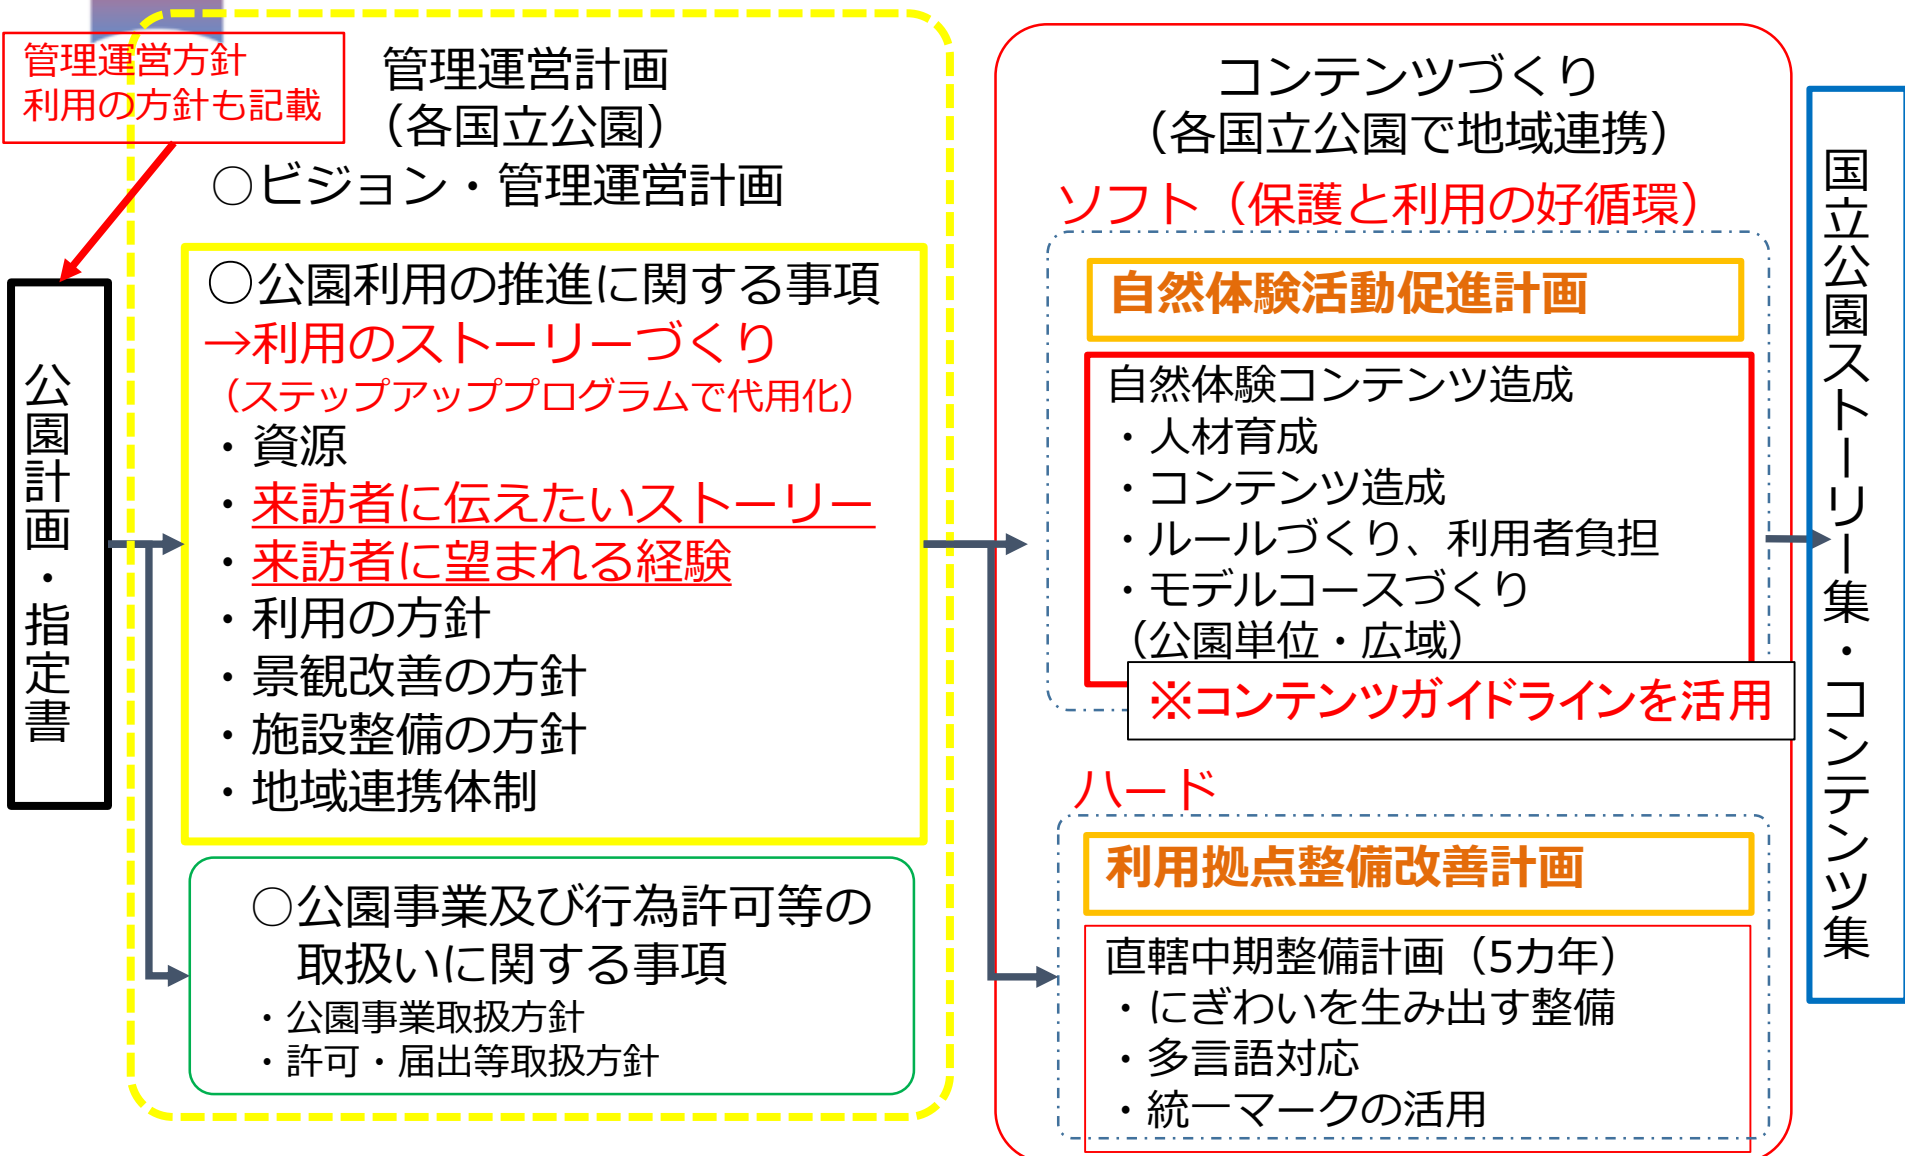 管理運営方針
利用の方針も記載
公園計画・指定書
管理運営計画
（各国立公園）
○ビジョン・管理運営計画
○公園利用の推進に関する事項
→利用のストーリーづくり
（ステップアッププログラムで代用化）
・資源
・来訪者に伝えたいストーリー
・来訪者に望まれる経験
・利用の方針
・景観改善の方針
・施設整備の方針
・地域連携体制
○公園事業及び行為許可等の
取扱いに関する事項
・公園事業取扱方針
・許可・届出等取扱方針
コンテンツづくり
（各国立公園で地域連携）
ソフト（保護と利用の好循環）
自然体験活動促進計画
自然体験コンテンツ造成
・人材育成
・コンテンツ造成
・ルールづくり、利用者負担
・モデルコースづくり
（公園単位・広域）
※コンテンツガイドラインを活用
ハード
利用拠点整備改善計画
直轄中期整備計画（5カ年）
・にぎわいを生み出す整備
・多言語対応
・統一マークの活用
国立公園ストーリー集・コンテンツ集